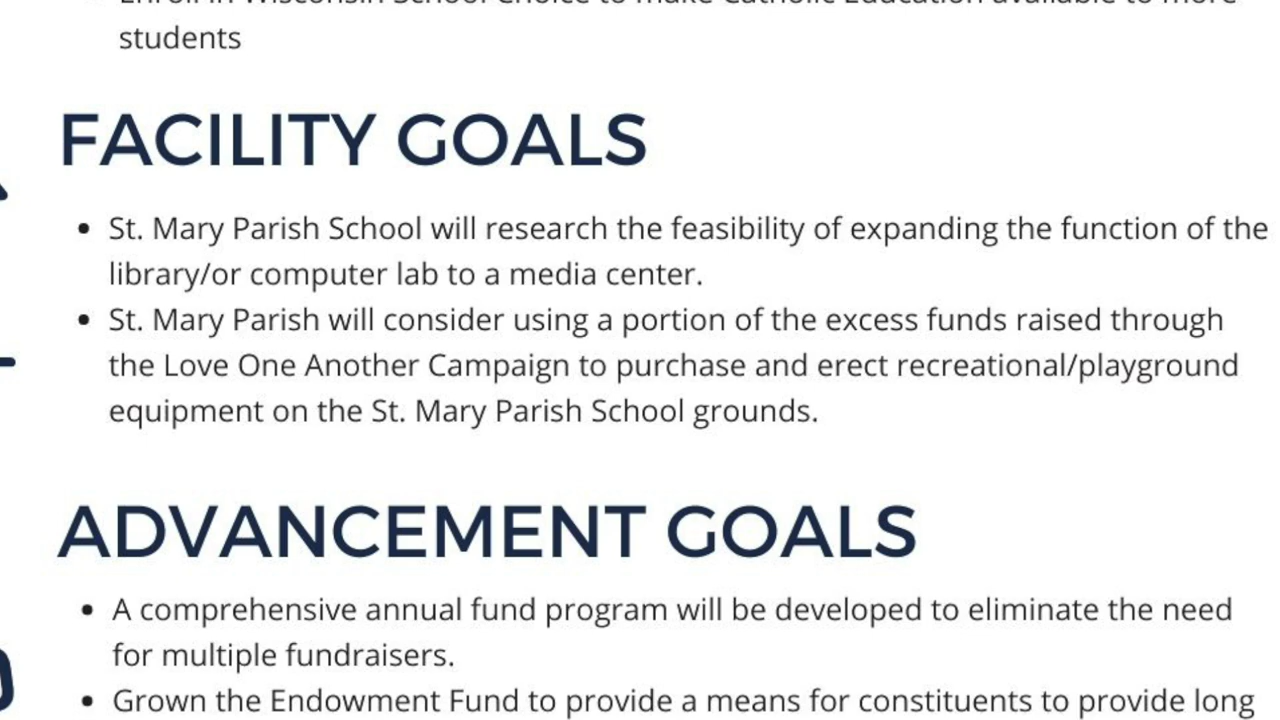 Enroll in Wisconsin School Choice to make Catholic Education available to more
students
FACILITY GOALS
• St. Mary Parish School will research the feasibility of expanding the function of the
library/or computer lab to a media center.
• St. Mary Parish will consider using a portion of the excess funds raised through
the Love One Another Campaign to purchase and erect recreational/playground
equipment on the St. Mary Parish School grounds.
ADVANCEMENT GOALS
• A comprehensive annual fund program will be developed to eliminate the need
for multiple fundraisers.
• Grown the Endowment Fund to provide a means for constituents to provide long